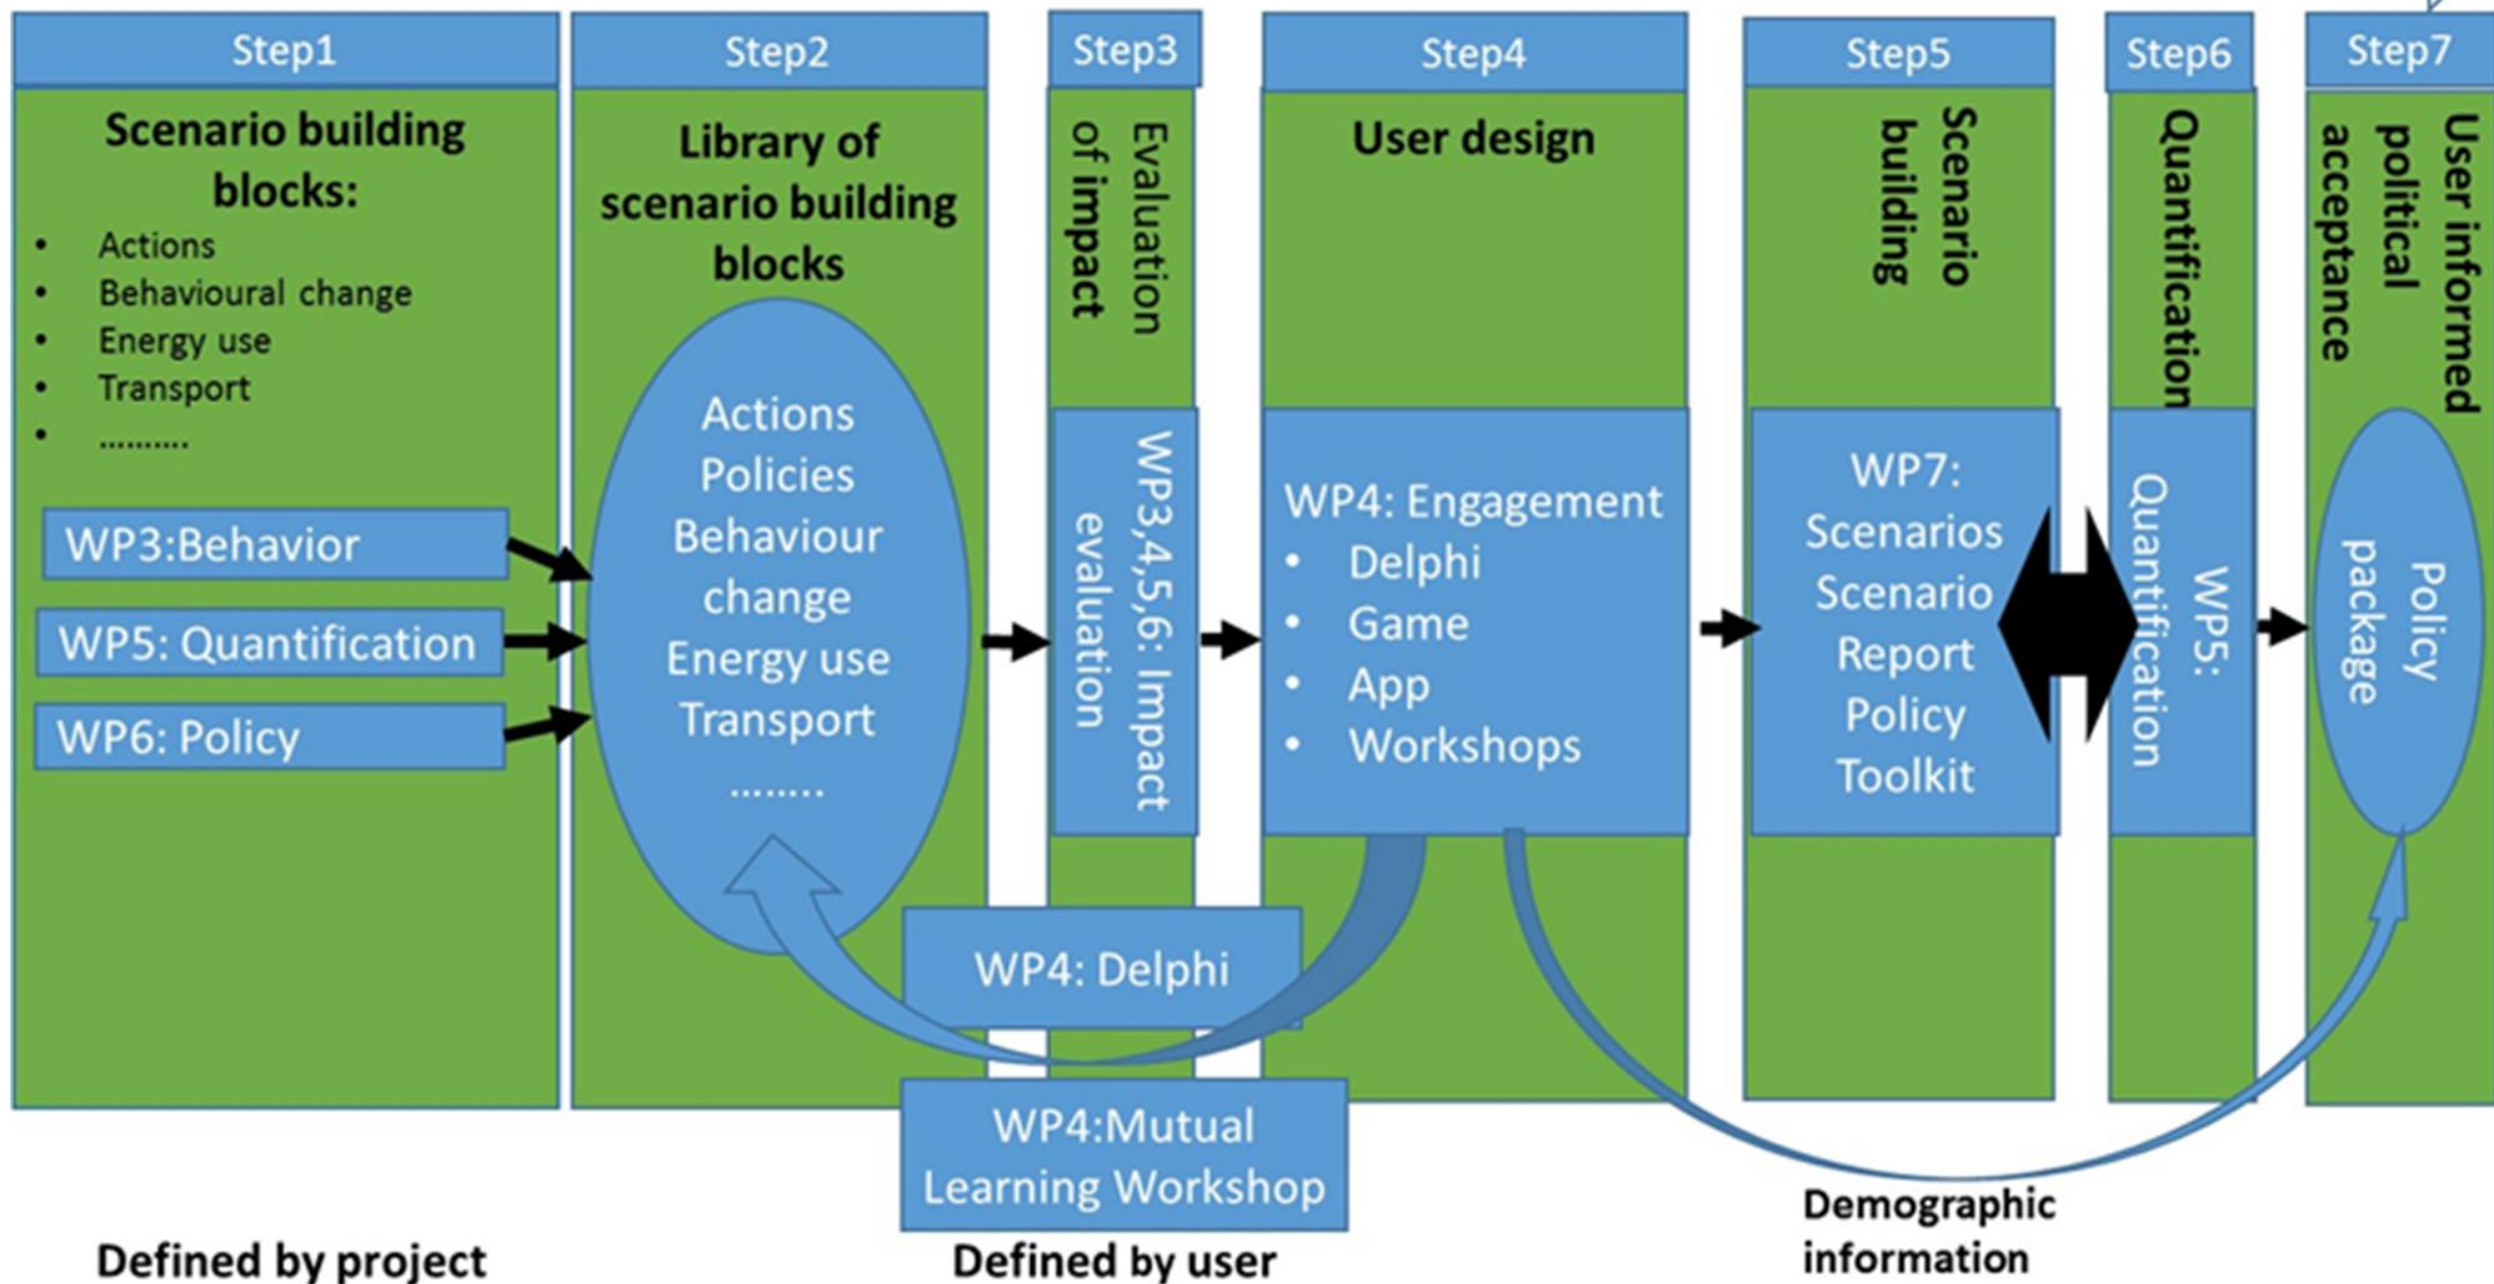 Step1
Scenario building
blocks:
• Actions
• Behavioural change
• Energy use
• Transport
• ..........
WP3:Behavior
WP5: Quantification
WP6: Policy
Defined by project
Step2
Library of
scenario building
blocks
Actions
Policies
Behaviour
change
Energy use
Transport
........
Step3
Evaluation
of impact
WP3,4,5,6: Impact
evaluation
Step4
User design
WP4: Engagement
• Delphi
• Game
• App
• Workshops
WP4: Delphi
WP4:Mutual
Learning Workshop
Defined by user
Step5
Scenario
building
WP7:
Scenarios
Scenario
Report
Policy
Toolkit
Step6
Quantification
WP5:
Quantification
Step7
User informed
political
acceptance
Policy
package
Demographic
information